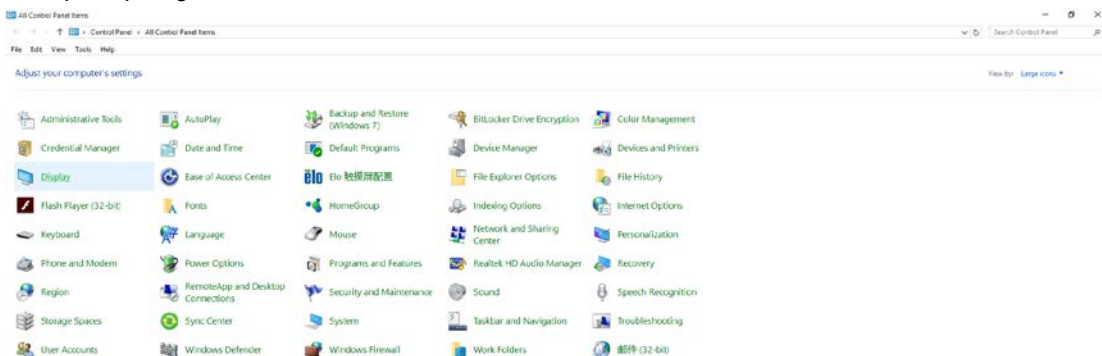 All Control Panel Items
Control Panel › All Control Panel Items
Search Control Panel
File Edit View Tools Help
Adjust your computer's settings
View by: Large icons
Administrative Tools
AutoPlay
Backup and Restore
(Windows 7)
BitLocker Drive Encryption
Color Management
Credential Manager
Date and Time
Default Programs
Device Manager
Devices and Printers
Display
Ease of Access Center
elo Elo 触摸屏配置
File Explorer Options
File History
Flash Player (32-bit)
Fonts
HomeGroup
Indexing Options
Internet Options
Keyboard
Language
Mouse
Network and Sharing
Center
Personalization
Phone and Modem
Power Options
Programs and Features
Realtek HD Audio Manager
Recovery
Region
RemoteApp and Desktop
Connections
Security and Maintenance
Sound
Speech Recognition
Storage Spaces
Sync Center
System
Taskbar and Navigation
Troubleshooting
User Accounts
Windows Defender
Windows Firewall
Work Folders
邮件 (32-bit)